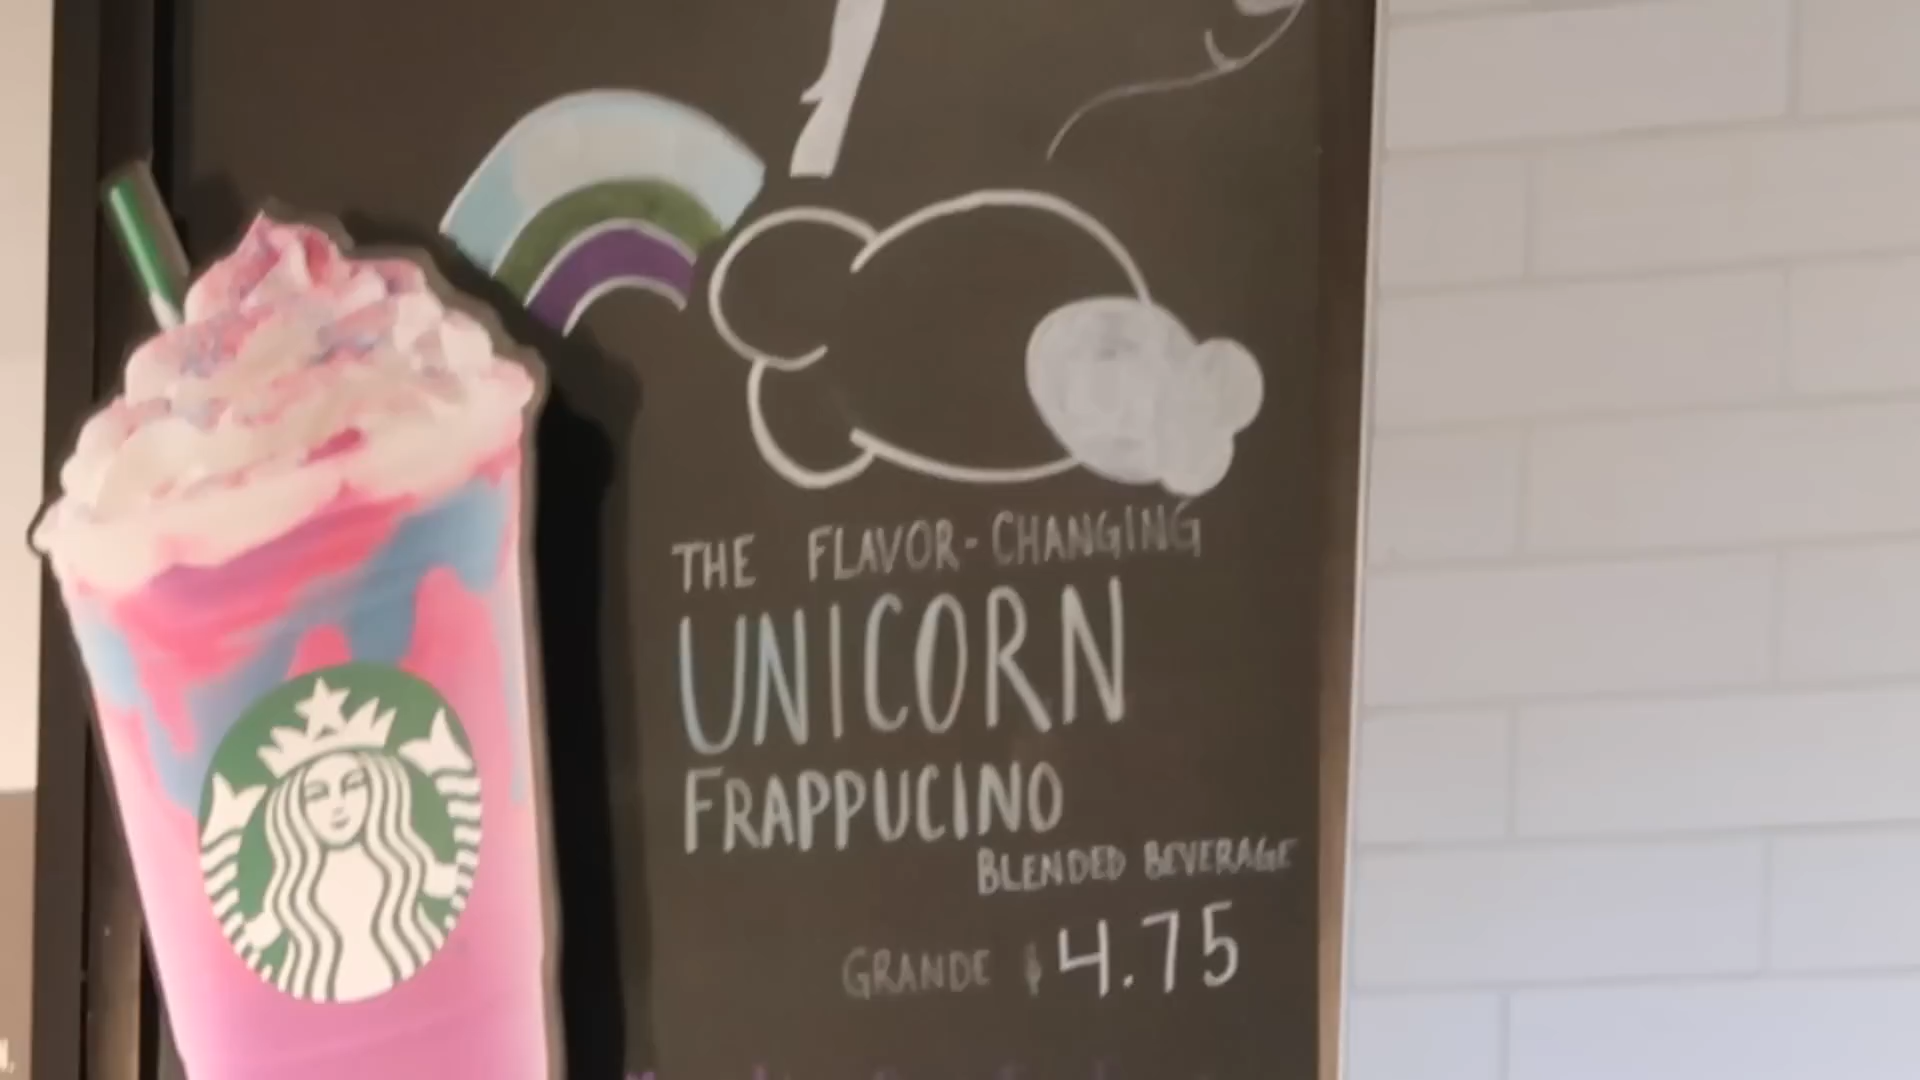 THE FLAVOR-CHANGING
UNICORN
FRAPPUCINO
BLENDED BEVERAGE
GRANDE $4.75